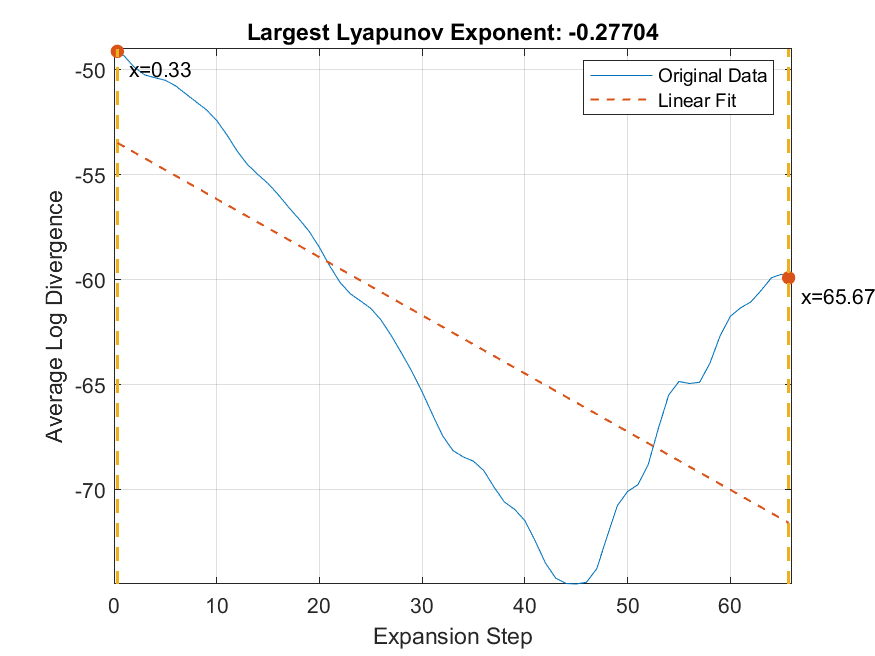 Largest Lyapunov Exponent: -0.27704
Original Data
Linear Fit
x=0.33
x=65.67
Average Log Divergence
-50
-55
-60
-65
-70
0 10 20 30 40 50 60
Expansion Step